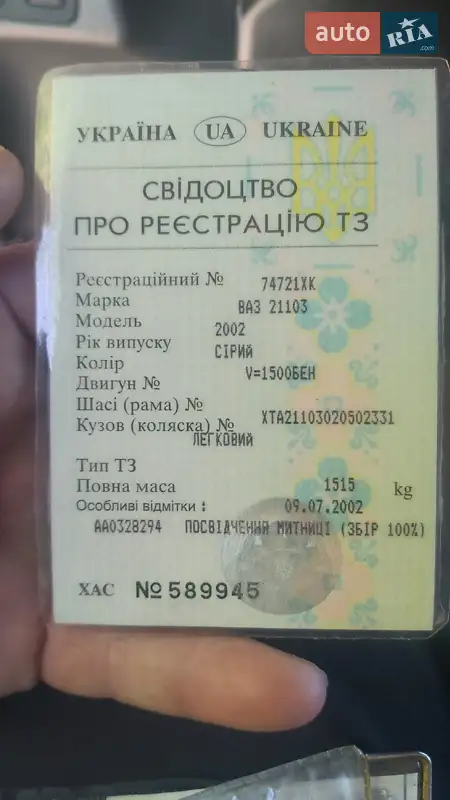 auto RIA.com
УКРАЇНА UA UKRAINE
СВІДОЦТВО
ПРО РЕЄСТРАЦІЮ ТЗ
Реєстраційний № 74721ХК
Марка ВАЗ 21103
Модель
Рік випуску 2002
Колір СІРИЙ
Двигун № V=1500БЕН
Шасі (рама) №
Кузов (коляска) № XTA21103020502331
ЛЕГКОВИЙ
Тип ТЗ
Повна маса 1515 kg
Особливі відмітки : 09.07.2002
АА0328294 ПОСВІДЧЕННЯ МИТНИЦІ (ЗБІР 100%)
ХАС №589945